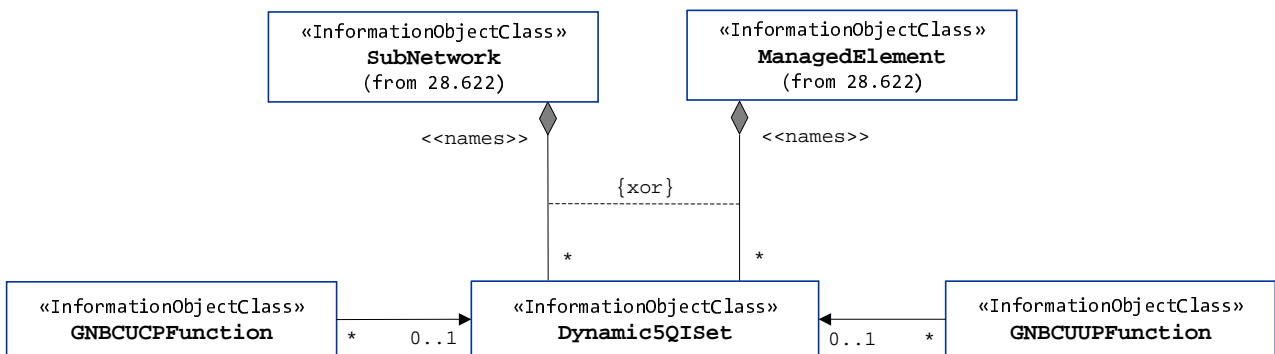 «InformationObjectClass»
SubNetwork
(from 28.622)
«InformationObjectClass»
ManagedElement
(from 28.622)
<<names>>
<<names>>
{xor}
*
*
«InformationObjectClass»
GNBCUCPFunction
*
0..1
«InformationObjectClass»
Dynamic5QISet
0..1
*
«InformationObjectClass»
GNBCUUPFunction